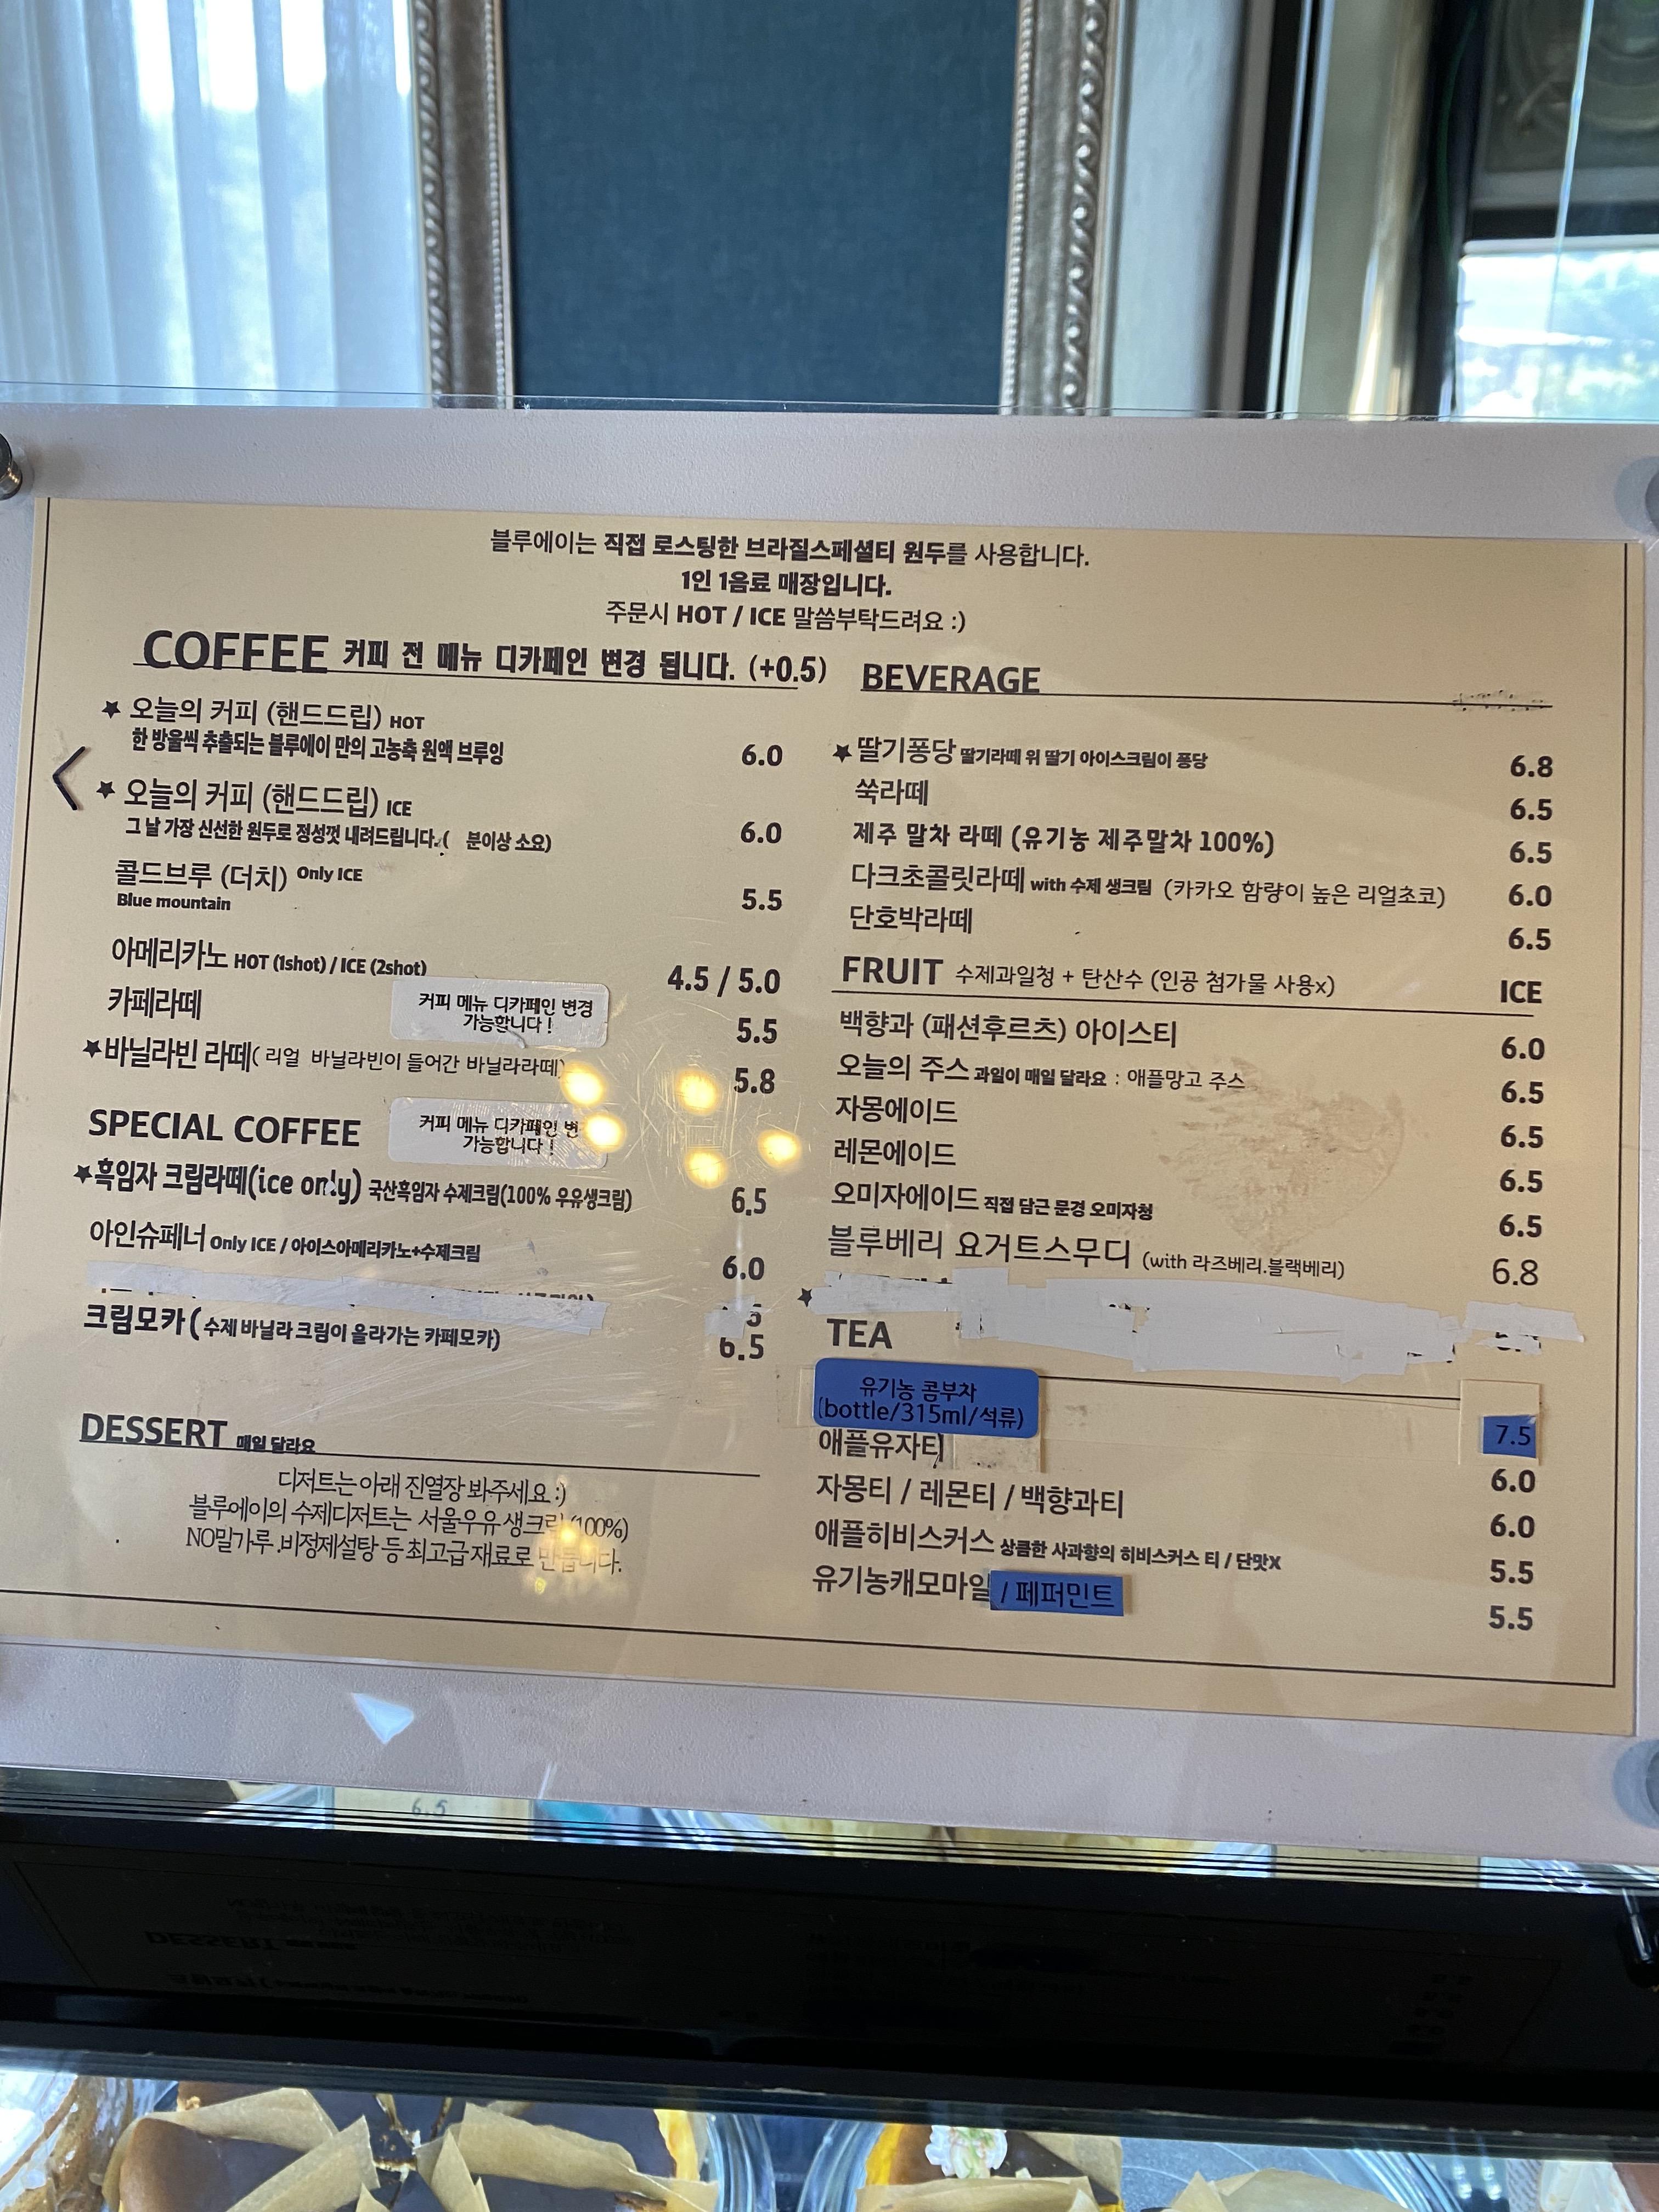 블루에이는 직접 로스팅한 브라질스페셜티 원두를 사용합니다.
1인 1음료 매장입니다.
주문시 HOT / ICE 말씀부탁드려요 :)
COFFEE 커피 전 메뉴 디카페인 변경 됩니다. (+0.5)
★ 오늘의 커피 (핸드드립) HOT
한 방울씩 추출되는 블루에이 만의 고농축 원액 브루잉 6.0
★ 오늘의 커피 (핸드드립) ICE
그 날 가장 신선한 원두로 정성껏 내려드립니다.( 분이상 소요) 6.0
콜드브루 (더치) Only ICE
Blue mountain 5.5
아메리카노 HOT (1shot) / ICE (2shot) 4.5 / 5.0
카페라떼 5.5
커피 메뉴 디카페인 변경
가능합니다 !
★바닐라빈 라떼( 리얼 바닐라빈이 들어간 바닐라라떼) 5.8
SPECIAL COFFEE
커피 메뉴 디카페인 변
가능합니다 !
★흑임자 크림라떼(ice only) 국산흑임자 수제크림(100% 우유생크림) 6.5
아인슈페너 Only ICE / 아이스아메리카노+수제크림 6.0
크림모카 ( 수제 바닐라 크림이 올라가는 카페모카) 6.5
DESSERT 매일 달라요
디저트는 아래 진열장 봐주세요 :)
블루에이의 수제디저트는 서울우유 생크림 (100%)
NO밀가루 .비정제설탕 등 최고급 재료로 만듭니다.
BEVERAGE
★딸기퐁당 딸기라떼 위 딸기 아이스크림이 퐁당 6.8
쑥라떼 6.5
제주 말차 라떼 (유기농 제주말차 100%) 6.5
다크초콜릿라떼 with 수제 생크림 (카카오 함량이 높은 리얼초코) 6.0
단호박라떼 6.5
FRUIT 수제과일청 + 탄산수 (인공 첨가물 사용x) ICE
백향과 (패션후르츠) 아이스티 6.0
오늘의 주스 과일이 매일 달라요 : 애플망고 주스 6.5
자몽에이드 6.5
레몬에이드 6.5
오미자에이드 직접 담근 문경 오미자청 6.5
블루베리 요거트스무디 (with 라즈베리.블랙베리) 6.8
★
TEA
유기농 콤부차
(bottle/315ml/석류) 7.5
애플유자티 6.0
자몽티 / 레몬티 / 백향과티 6.0
애플히비스커스 상큼한 사과향의 히비스커스 티 / 단맛X 5.5
유기농캐모마일 / 페퍼민트 5.5
6.5